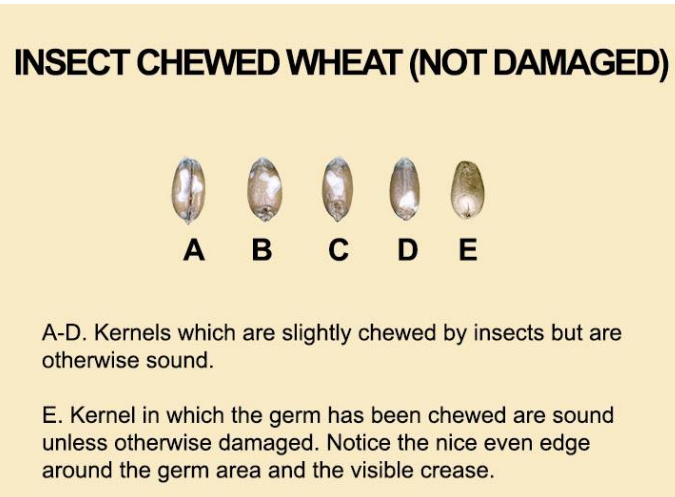 INSECT CHEWED WHEAT (NOT DAMAGED)
A B C D E
A-D. Kernels which are slightly chewed by insects but are
otherwise sound.
E. Kernel in which the germ has been chewed are sound
unless otherwise damaged. Notice the nice even edge
around the germ area and the visible crease.